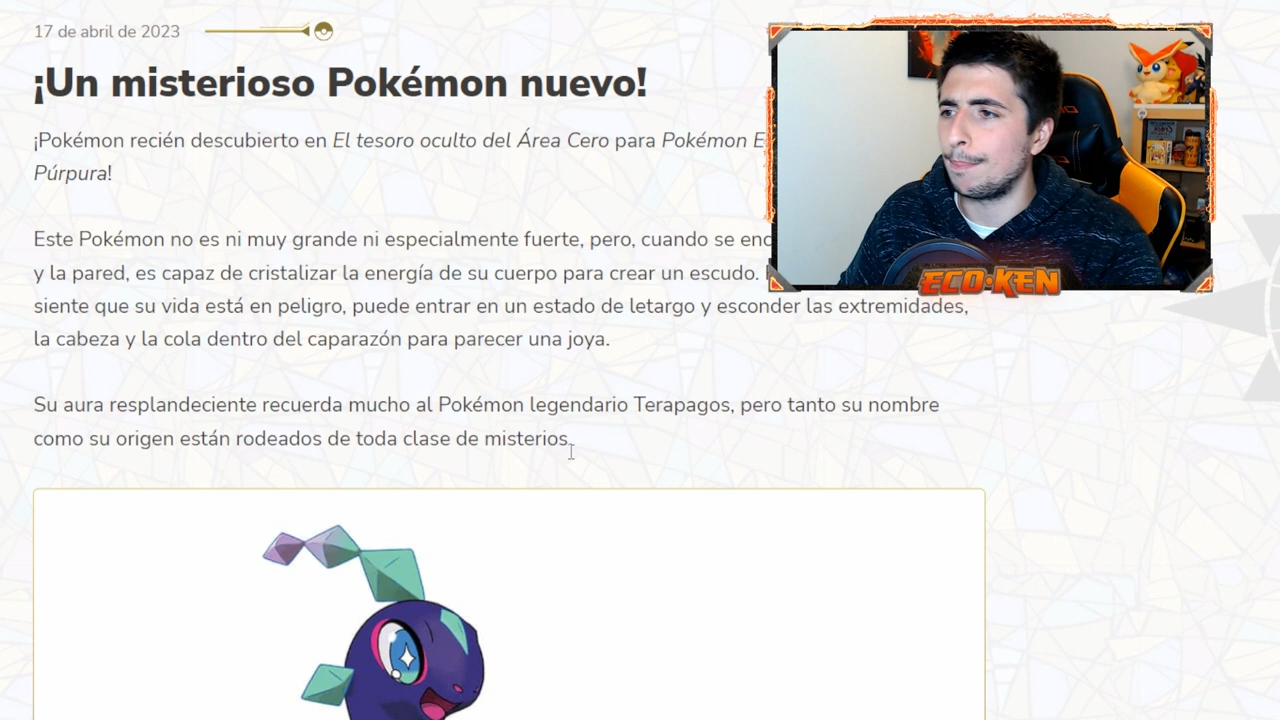 17 de abril de 2023
¡Un misterioso Pokémon nuevo!
¡Pokémon recién descubierto en El tesoro oculto del Área Cero para Pokémon
Púrpura!
Este Pokémon no es ni muy grande ni especialmente fuerte, pero, cuando se
y la pared, es capaz de cristalizar la energía de su cuerpo para crear un escudo.
siente que su vida está en peligro, puede entrar en un estado de letargo y esconder las extremidades,
la cabeza y la cola dentro del caparazón para parecer una joya.
Su aura resplandeciente recuerda mucho al Pokémon legendario Terapagos, pero tanto su nombre
como su origen están rodeados de toda clase de misterios.
ECO·KEN